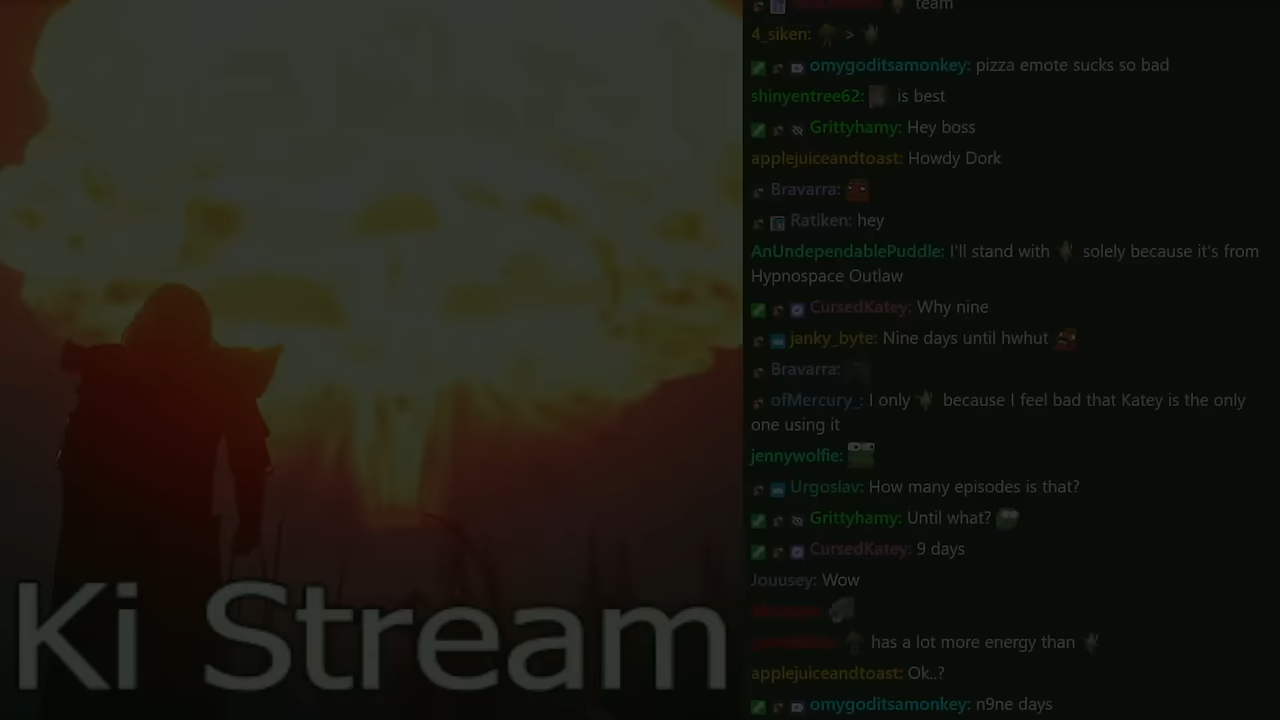 team
4_siken: >
omygoditsamonkey: pizza emote sucks so bad
shinyentree62: is best
Grittyhamy: Hey boss
applejuiceandtoast: Howdy Dork
Bravarra:
Ratiken: hey
AnUndependablePuddle: I'll stand with solely because it's from
Hypnospace Outlaw
CursedKatey: Why nine
janky_byte: Nine days until hwhut
Bravarra:
ofMercury_: I only because I feel bad that Katey is the only
one using it
jennywolfie:
Urgoslav: How many episodes is that?
Grittyhamy: Until what?
CursedKatey: 9 days
Jouusey: Wow
has a lot more energy than
applejuiceandtoast: Ok..?
omygoditsamonkey: n9ne days
Ki Stream